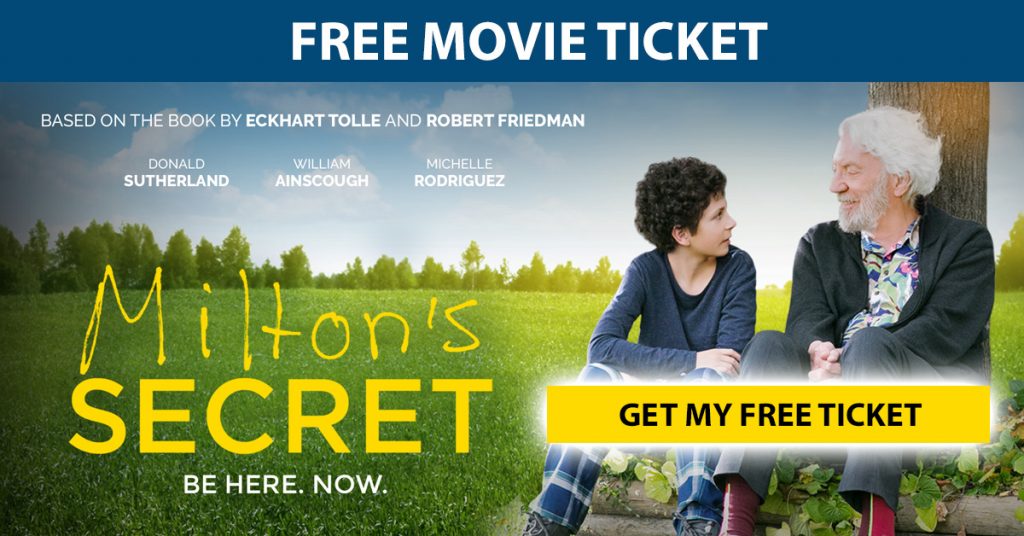 FREE MOVIE TICKET
BASED ON THE BOOK BY ECKHART TOLLE AND ROBERT FRIEDMAN
DONALD SUTHERLAND
WILLIAM AINSCOUGH
MICHELLE RODRIGUEZ
Milton's
SECRET
BE HERE. NOW.
GET MY FREE TICKET